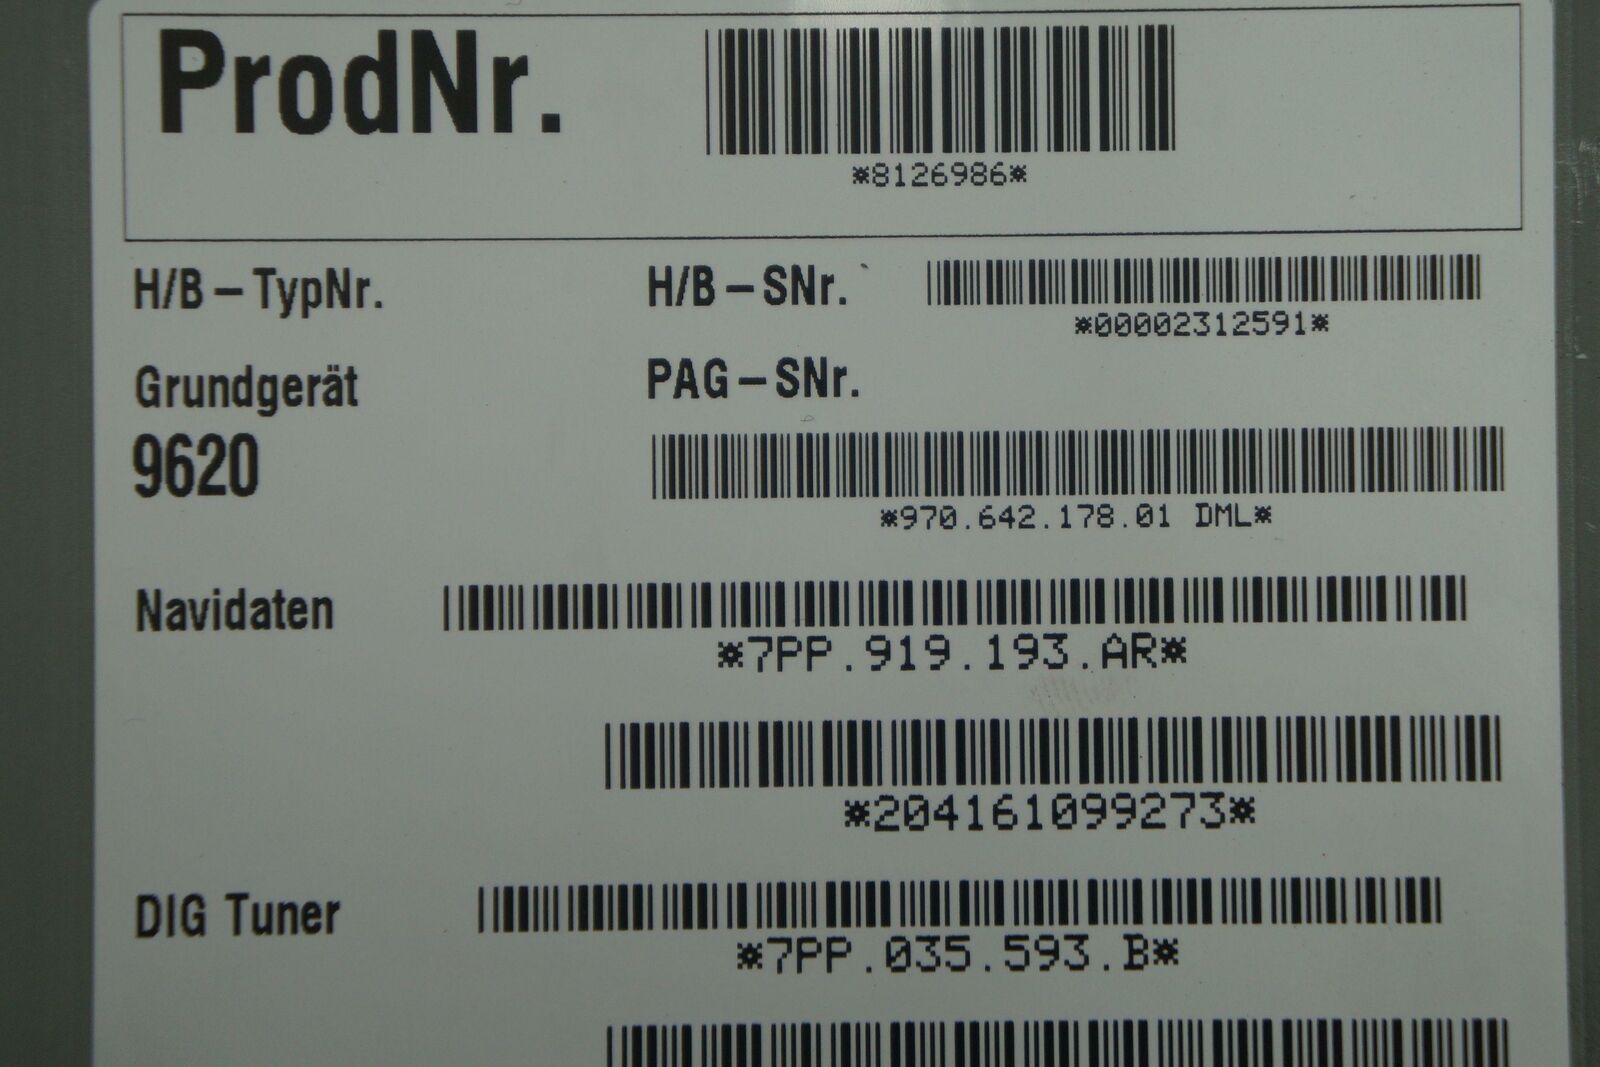 ProdNr.
*8126986*
H/B-TypNr.
H/B-SNr.
*00002312591*
Grundgerät
9620
PAG-SNr.
*970.642.178.01 DML*
Navidaten
*7PP.919.193.AR*
*204161099273*
DIG Tuner
*7PP.035.593.B*